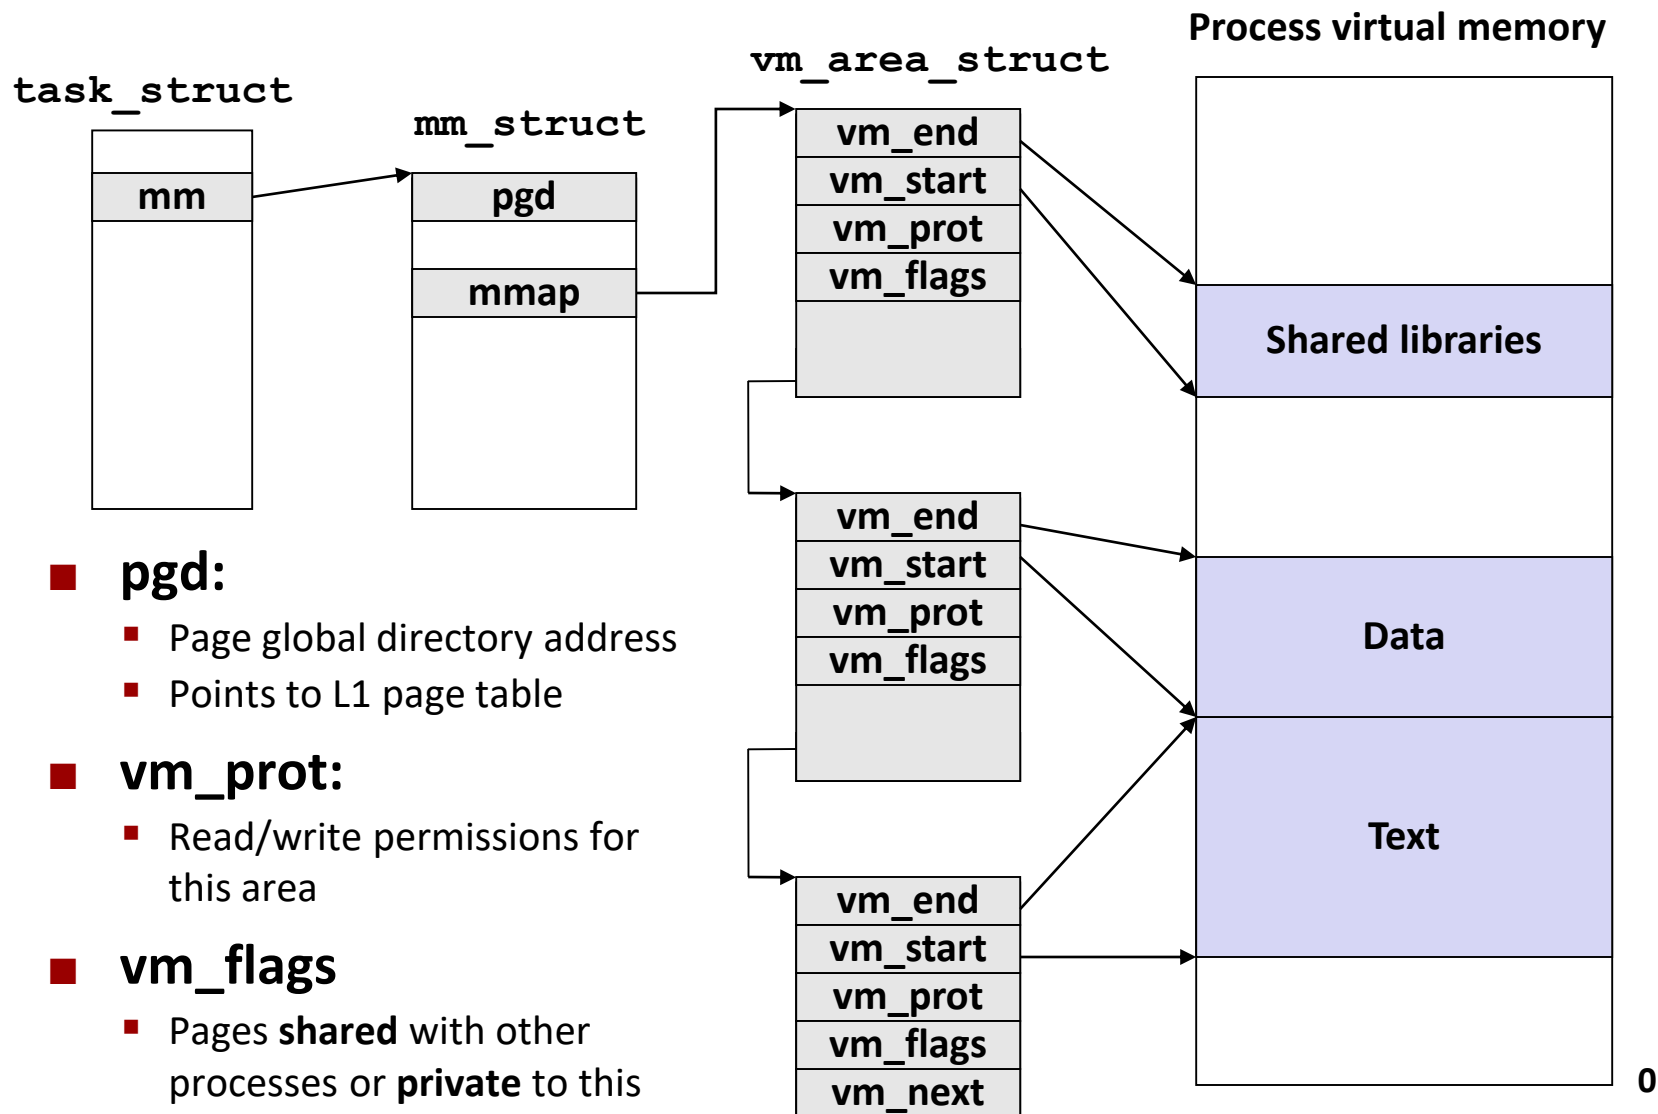 Process virtual memory
vm_area_struct
task_struct
mm_struct
mm
pgd
mmap
vm_end
vm_start
vm_prot
vm_flags
Shared libraries
vm_end
vm_start
vm_prot
vm_flags
Data
Text
vm_end
vm_start
vm_prot
vm_flags
vm_next
0
■ pgd:
▪ Page global directory address
▪ Points to L1 page table
■ vm_prot:
▪ Read/write permissions for
this area
■ vm_flags
▪ Pages shared with other
processes or private to this